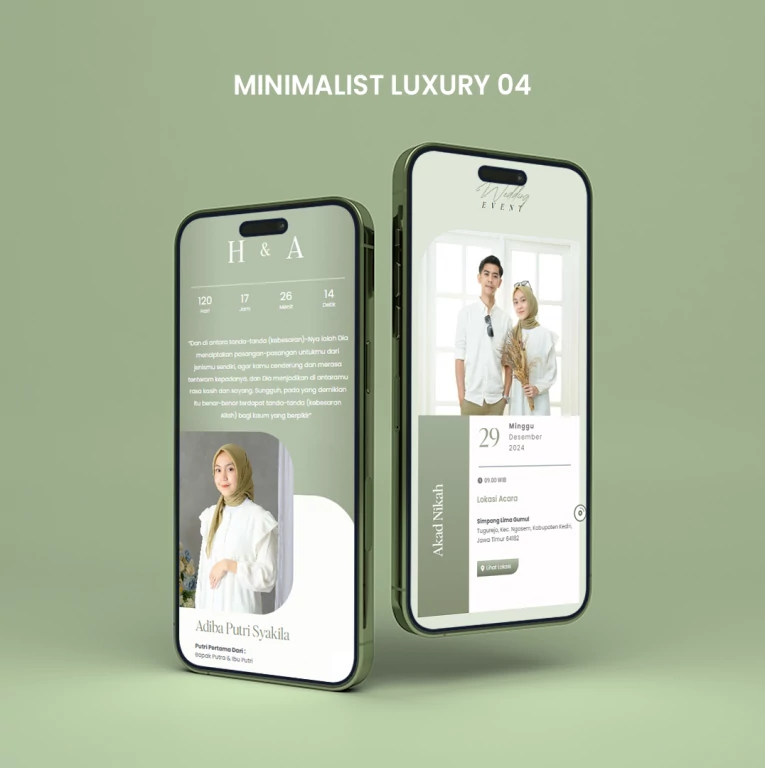 MINIMALIST LUXURY 04
H & A
120 17 26 14
Hari Jam Menit Detik
"Dan di antara tanda-tanda (kebesaran)-Nya ialah Dia
menciptakan pasangan-pasangan untukmu dari
jenismu sendiri, agar kamu cenderung dan merasa
tenteram kepadanya, dan Dia menjadikan di antaramu
rasa kasih dan sayang. Sungguh, pada yang demikian
itu benar-benar terdapat tanda-tanda (kebesaran
Allah) bagi kaum yang berpikir"
Adiba Putri Syakila
Putri Pertama Dari :
Bapak Putra & Ibu Putri
Wedding
EVENT
Akad Nikah
29
Minggu
Desember
2024
09.00 WIB
Lokasi Acara
Simpang Lima Gumul
Tugurejo, Kec. Ngasem, Kabupaten Kediri,
Jawa Timur 64182
Lokasi